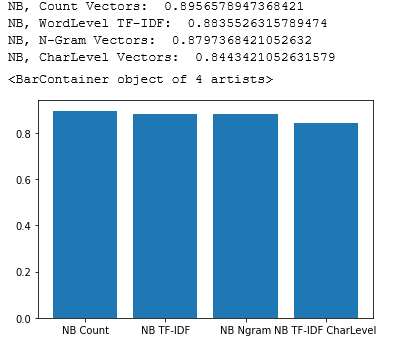 NB, Count Vectors:  0.8956578947368421
NB, WordLevel TF-IDF:  0.8835526315789474
NB, N-Gram Vectors:  0.8797368421052632
NB, CharLevel Vectors:  0.8443421052631579
<BarContainer object of 4 artists>
0.8
0.6
0.4
0.2
0.0
NB Count NB TF-IDF NB Ngram NB TF-IDF CharLevel